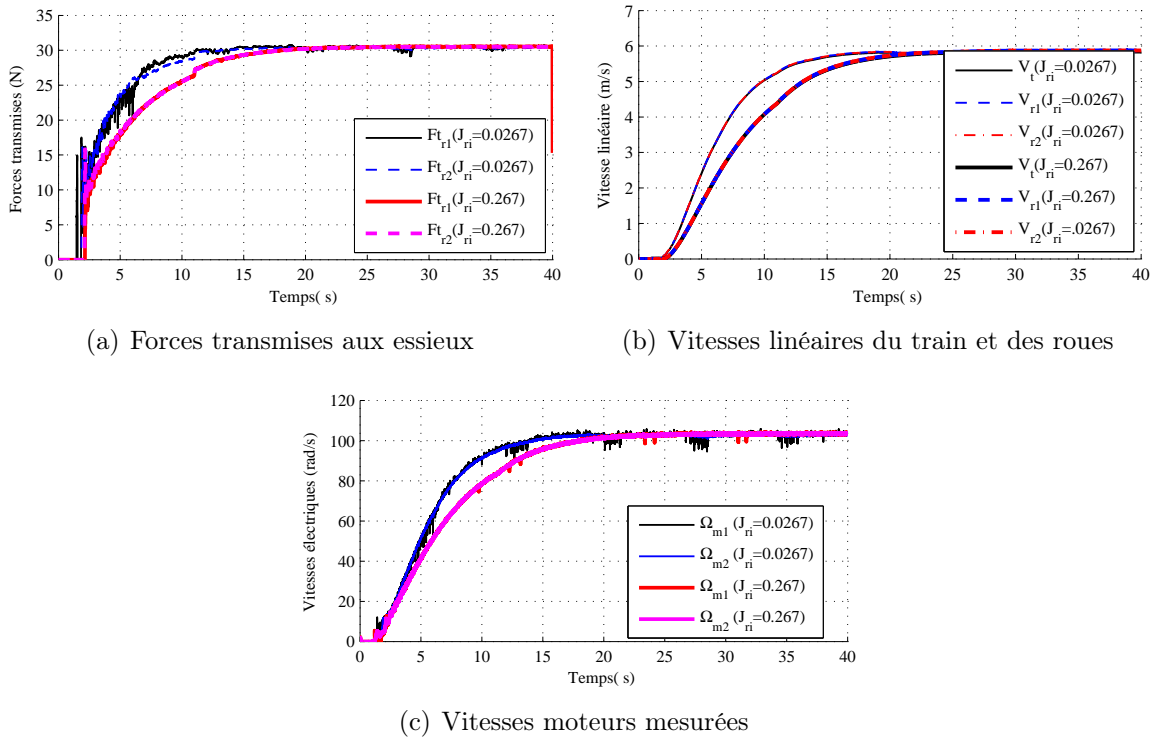 35
30
25
20
15
10
5
0
Forces transmises (N)
0 5 10 15 20 25 30 35 40
Temps( s)
Ft_r1(J_ri=0.0267)
Ft_r2(J_ri=0.0267)
Ft_r1(J_ri=0.267)
Ft_r2(J_ri=0.267)
(a) Forces transmises aux essieux
7
6
5
4
3
2
1
0
Vitesse linéaire (m/s)
0 5 10 15 20 25 30 35 40
Temps( s)
V_t(J_ri=0.0267)
V_r1(J_ri=0.0267)
V_r2(J_ri=0.0267)
V_t(J_ri=0.267)
V_r1(J_ri=0.267)
V_r2(J_ri=.0267)
(b) Vitesses linéaires du train et des roues
120
100
80
60
40
20
0
Vitesses électriques (rad/s)
0 5 10 15 20 25 30 35 40
Temps( s)
Ω_m1 (J_ri=0.0267)
Ω_m2 (J_ri=0.0267)
Ω_m1 (J_ri=0.267)
Ω_m2 (J_ri=0.267)
(c) Vitesses moteurs mesurées